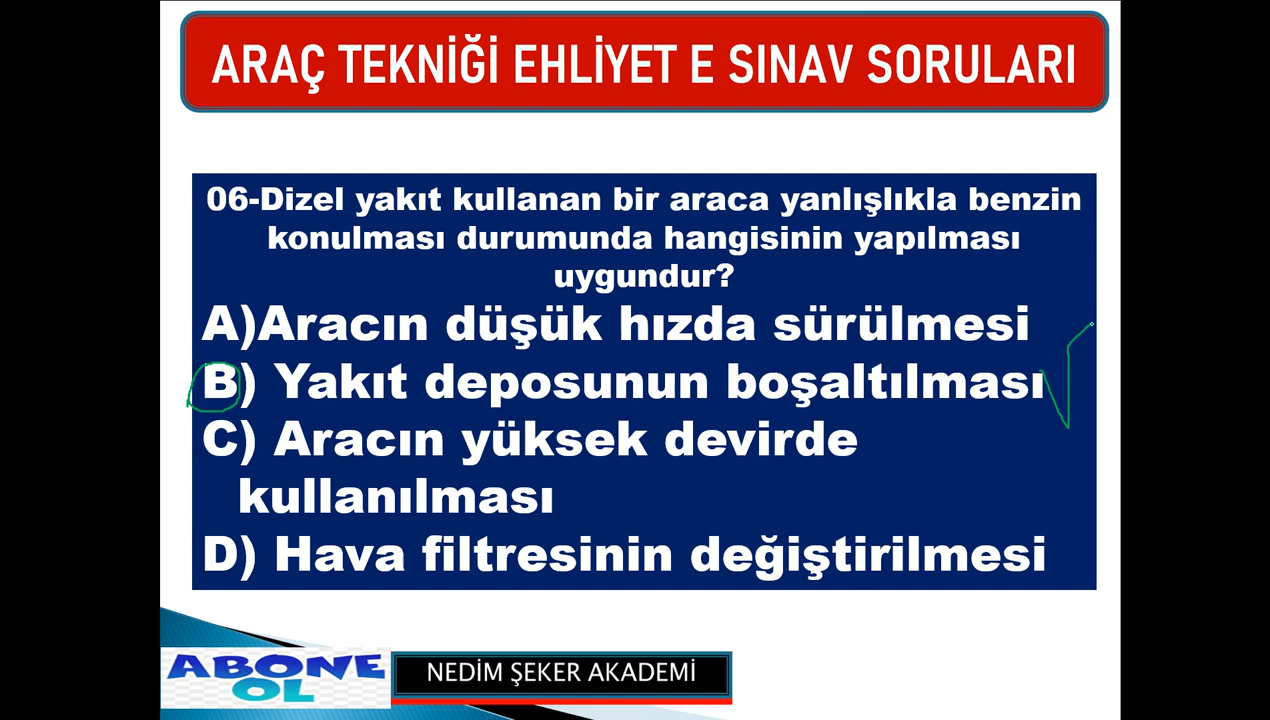 ARAÇ TEKNİĞİ EHLİYET E SINAV SORULARI
06-Dizel yakıt kullanan bir araca yanlışlıkla benzin
konulması durumunda hangisinin yapılması
uygundur?
A)Aracın düşük hızda sürülmesi
B) Yakıt deposunun boşaltılması
C) Aracın yüksek devirde
kullanılması
D) Hava filtresinin değiştirilmesi
ABONE
OL
NEDİM ŞEKER AKADEMİ